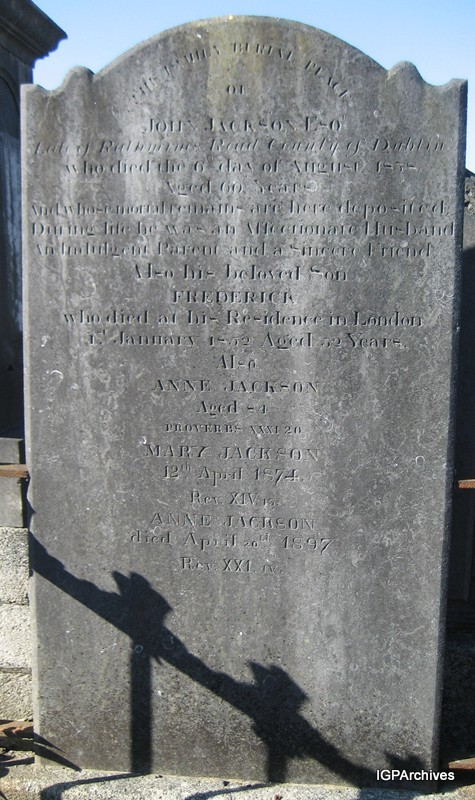 FAMILY BURIAL PLACE
OF
JOHN JACKSON ESQ
Late of Rathmines Road County of Dublin
who died the 6th day of August 1838
Aged 60 Years
And whose mortal remains are here deposited
During life he was an Affectionate Husband
An Indulgent Parent and a Sincere Friend
Also his beloved Son
FREDERICK
who died at his Residence in London
1st January 1852 Aged 32 Years.
Also
ANNE JACKSON
Aged 84
PROVERBS XXXI 20
MARY JACKSON
12th April 1874.
Rev. XIV 13.
ANNE JACKSON
died April 20th 1897
Rev. XXI. IV.
IGPArchives